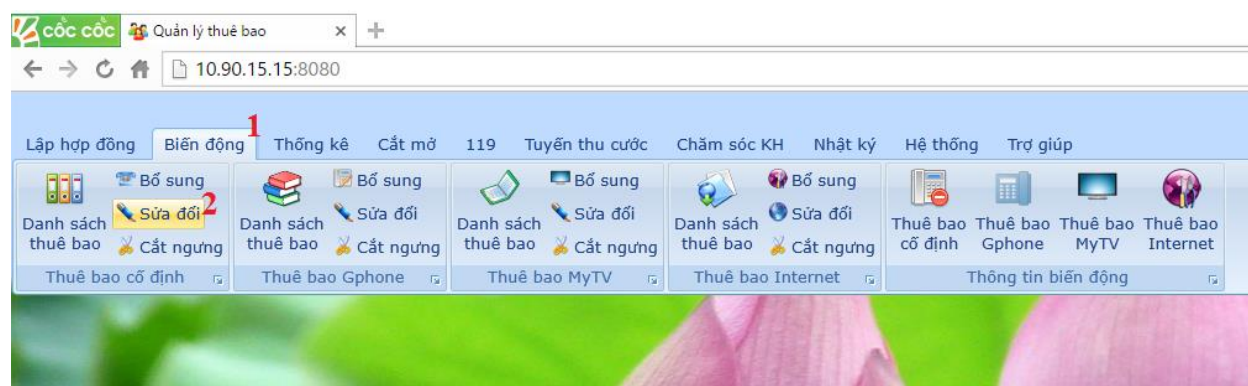 cốc cốc Quản lý thuê bao
10.90.15.15:8080
1
Lập hợp đồng Biến động Thống kê Cắt mở 119 Tuyến thu cước Chăm sóc KH Nhật ký Hệ thống Trợ giúp
Danh sách thuê bao
Bổ sung
Sửa đổi 2
Cắt ngưng
Thuê bao cố định
Danh sách thuê bao
Bổ sung
Sửa đổi
Cắt ngưng
Thuê bao Gphone
Danh sách thuê bao
Bổ sung
Sửa đổi
Cắt ngưng
Thuê bao MyTV
Danh sách thuê bao
Bổ sung
Sửa đổi
Cắt ngưng
Thuê bao Internet
Thuê bao Thuê bao Thuê bao Thuê bao
cố định Gphone MyTV Internet
Thông tin biến động